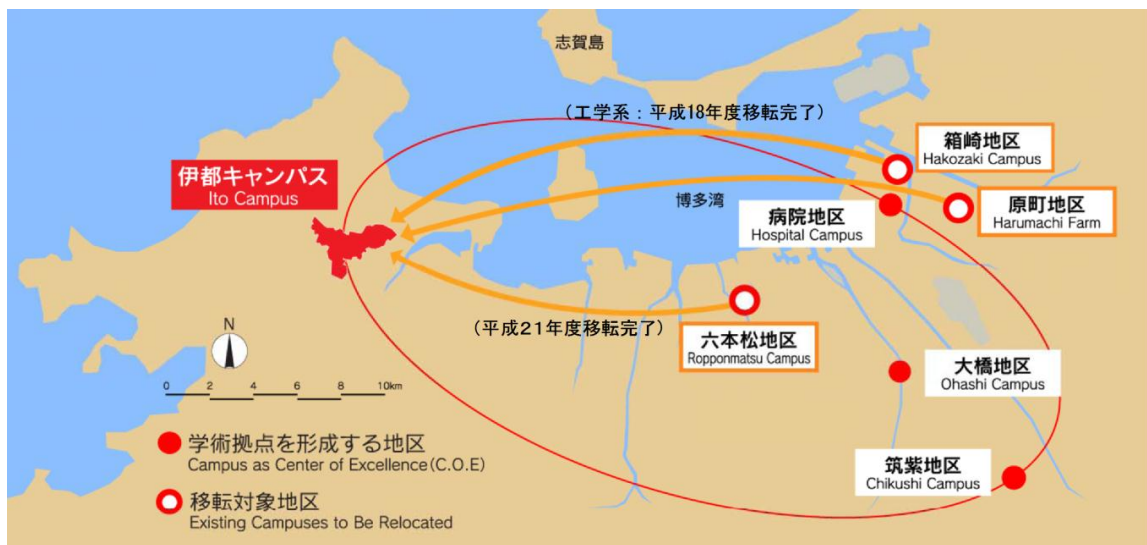 志賀島
（工学系：平成18年度移転完了）
箱崎地区
Hakozaki Campus
伊都キャンパス
Ito Campus
博多湾
病院地区
Hospital Campus
原町地区
Harumachi Farm
（平成２１年度移転完了）
六本松地区
Ropponmatsu Campus
N
大橋地区
Ohashi Campus
0 2 4 6 8 10km
学術拠点を形成する地区
Campus as Center of Excellence(C.O.E)
筑紫地区
Chikushi Campus
移転対象地区
Existing Campuses to Be Relocated